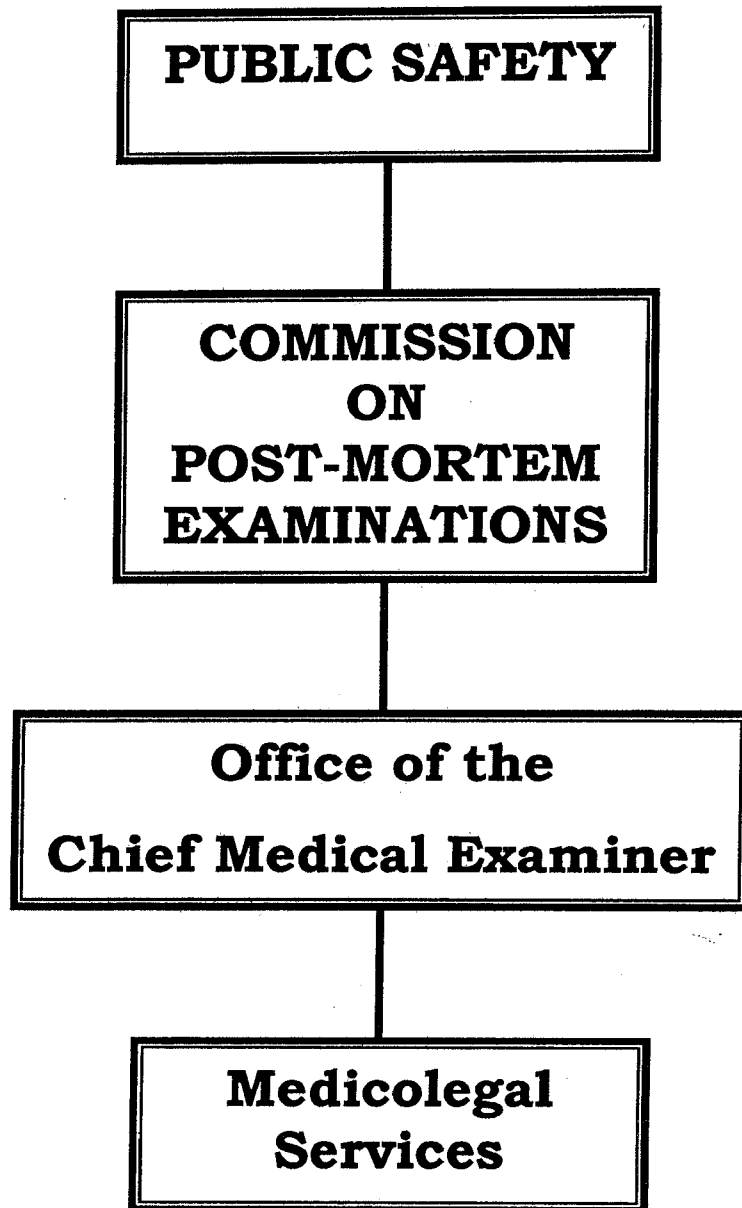 PUBLIC SAFETY
COMMISSION
ON
POST-MORTEM
EXAMINATIONS
Office of the
Chief Medical Examiner
Medicolegal
Services